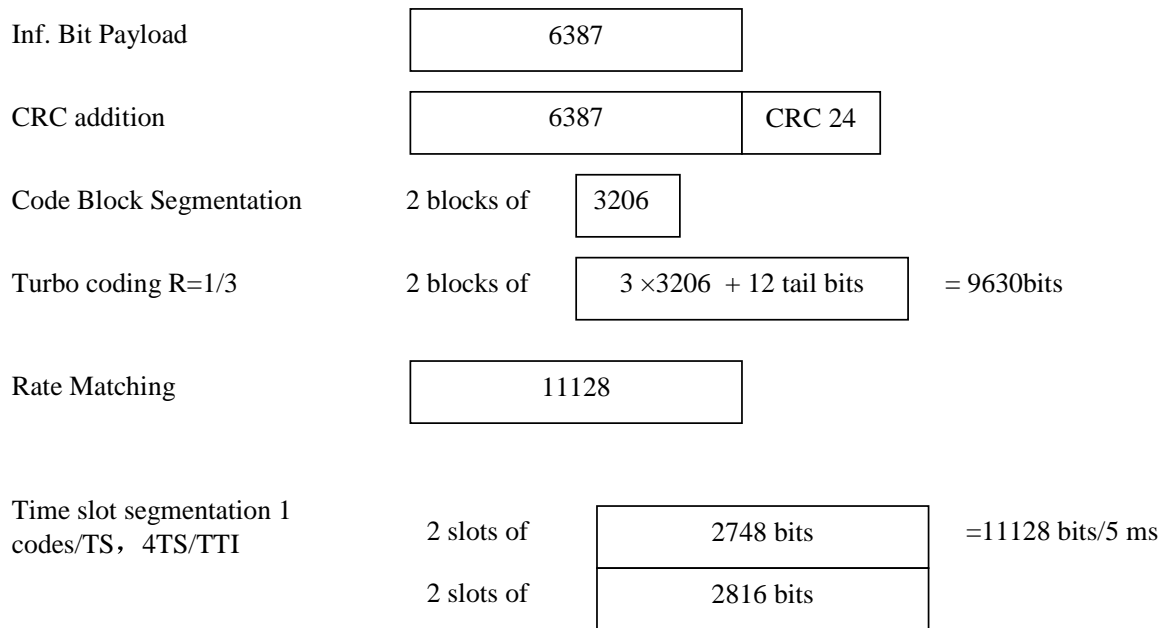 Inf. Bit Payload 6387
CRC addition 6387 CRC 24
Code Block Segmentation 2 blocks of 3206
Turbo coding R=1/3 2 blocks of 3 ×3206 + 12 tail bits = 9630bits
Rate Matching 11128
Time slot segmentation 1
codes/TS，4TS/TTI 2 slots of 2748 bits =11128 bits/5 ms
2 slots of 2816 bits